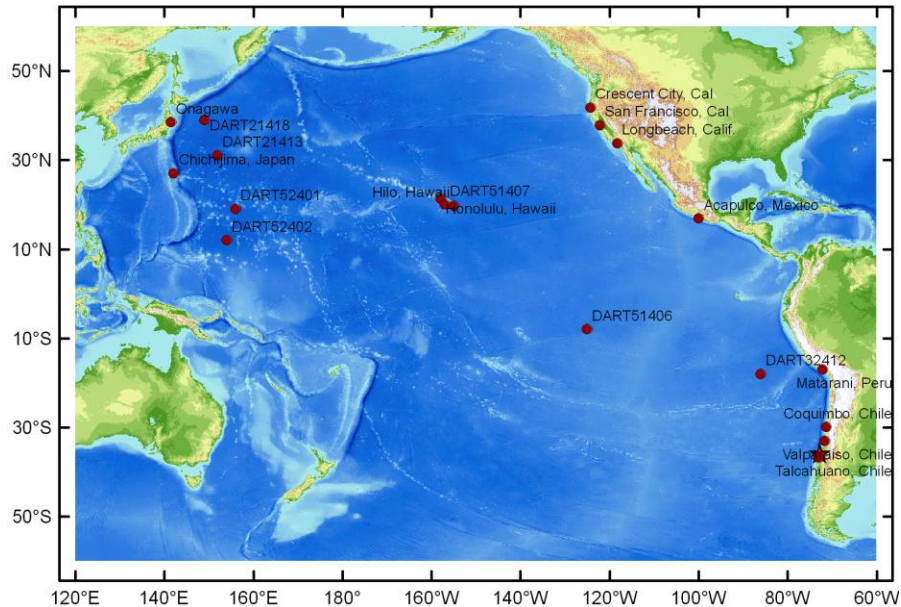 50°N
Crescent City, Cal
Onagawa
San Francisco, Cal
DART21418
Longbeach, Calif.
DART21413
30°N
Chichijima, Japan
Hilo, Hawaii
DART51407
DART52401
Honolulu, Hawaii
Acapulco, Mexico
DART52402
10°N
DART51406
10°S
DART32412
Matarani, Peru
Coquimbo, Chile
30°S
Valparaiso, Chile
Talcahuano, Chile
50°S
120°E 140°E 160°E 180° 160°W 140°W 120°W 100°W 80°W 60°W